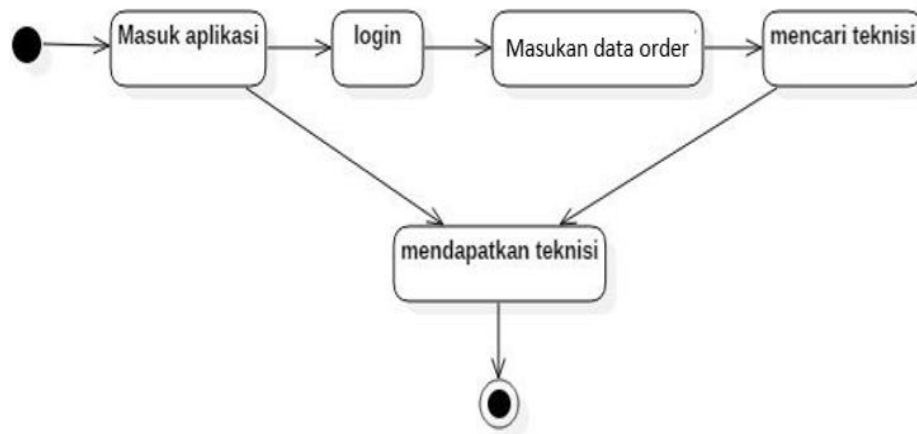 Masuk aplikasi
login
Masukan data order
mencari teknisi
mendapatkan teknisi